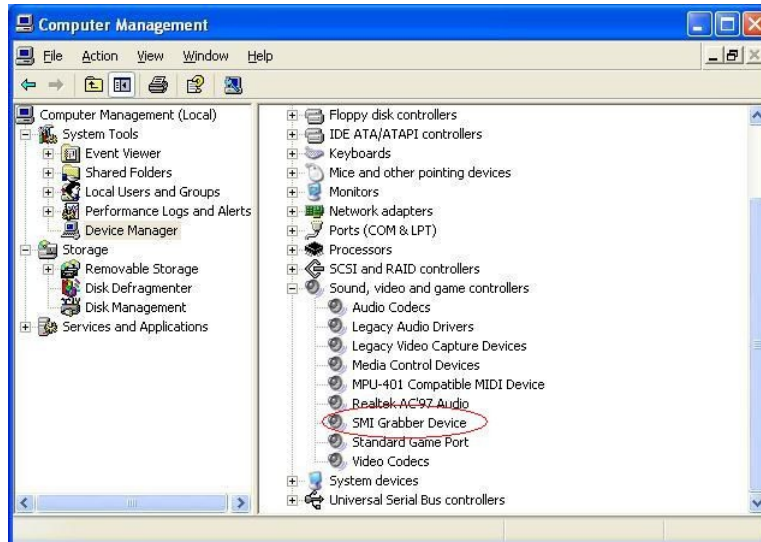 Computer Management
File Action View Window Help
Computer Management (Local)
System Tools
Event Viewer
Shared Folders
Local Users and Groups
Performance Logs and Alerts
Device Manager
Storage
Removable Storage
Disk Defragmenter
Disk Management
Services and Applications
Floppy disk controllers
IDE ATA/ATAPI controllers
Keyboards
Mice and other pointing devices
Monitors
Network adapters
Ports (COM & LPT)
Processors
SCSI and RAID controllers
Sound, video and game controllers
Audio Codecs
Legacy Audio Drivers
Legacy Video Capture Devices
Media Control Devices
MPU-401 Compatible MIDI Device
Realtek AC'97 Audio
SMI Grabber Device
Standard Game Port
Video Codecs
System devices
Universal Serial Bus controllers